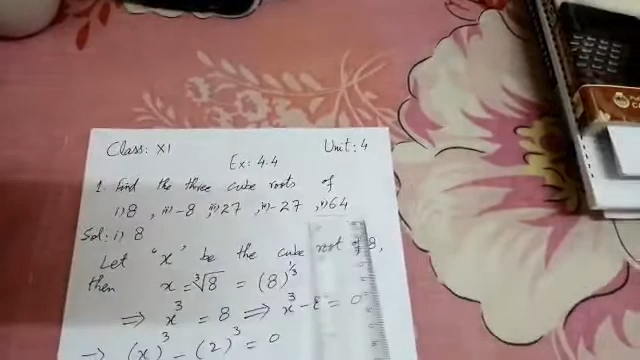 Class: XI Ex: 4.4 Unit: 4
1. Find the three cube roots of
i) 8 , ii) -8 iii) 27 , iv) -27 , v) 64
Sol: i) 8
Let "x" be the cube root of 8,
then x = ∛8 = (8)^1/3
⇒ x^3 = 8 ⇒ x^3 - 8 = 0
⇒ (x)^3 - (2)^3 = 0